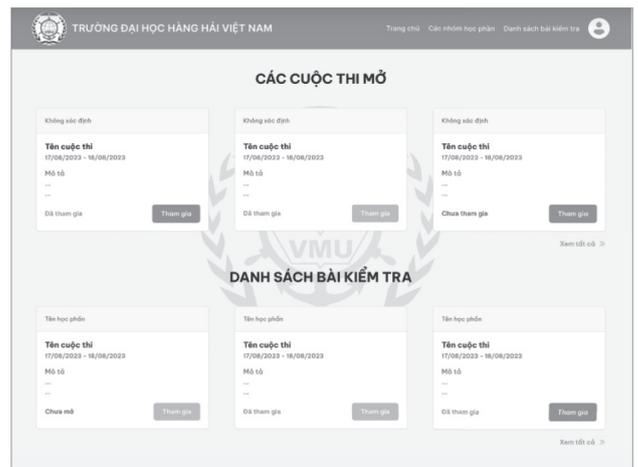 TRƯỜNG ĐẠI HỌC HÀNG HẢI VIỆT NAM
Trang chủ Các nhóm học phần Danh sách bài kiểm tra
CÁC CUỘC THI MỞ
Không xác định
Tên cuộc thi
17/08/2023 - 18/08/2023
Mô tả
...
...
Đã tham gia Tham gia
Không xác định
Tên cuộc thi
17/08/2023 - 18/08/2023
Mô tả
...
...
Đã tham gia Tham gia
Không xác định
Tên cuộc thi
17/08/2023 - 18/08/2023
Mô tả
...
...
Chưa tham gia Tham gia
Xem tất cả »
VMU
DANH SÁCH BÀI KIỂM TRA
Tên học phần
Tên cuộc thi
17/08/2023 - 18/08/2023
Mô tả
...
...
Chưa mở Tham gia
Tên học phần
Tên cuộc thi
17/08/2023 - 18/08/2023
Mô tả
...
...
Đã tham gia Tham gia
Tên học phần
Tên cuộc thi
17/08/2023 - 18/08/2023
Mô tả
...
...
Đã tham gia Tham gia
Xem tất cả »